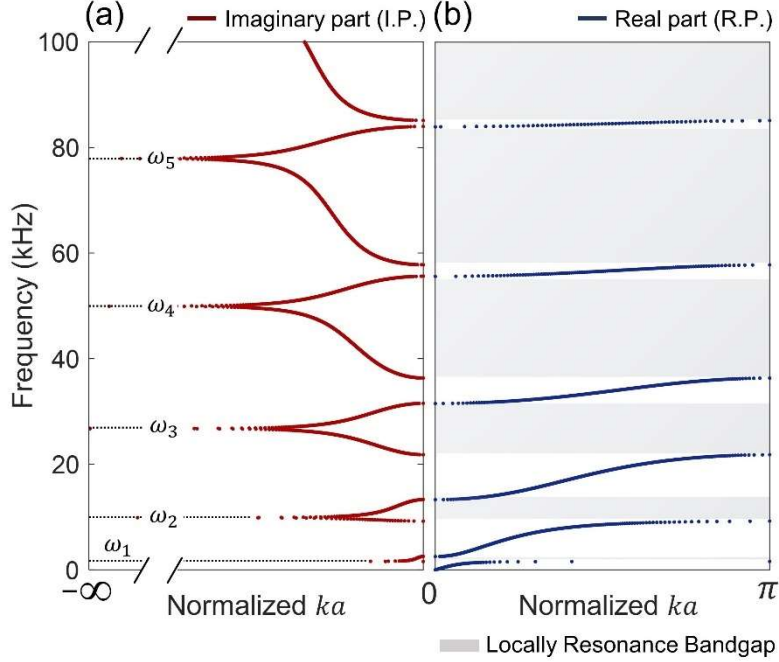 (a) Imaginary part (I.P.)
(b) Real part (R.P.)
Frequency (kHz)
100
80
60
40
20
0
ω5
ω4
ω3
ω2
ω1
−∞ Normalized ka 0 Normalized ka π
Locally Resonance Bandgap